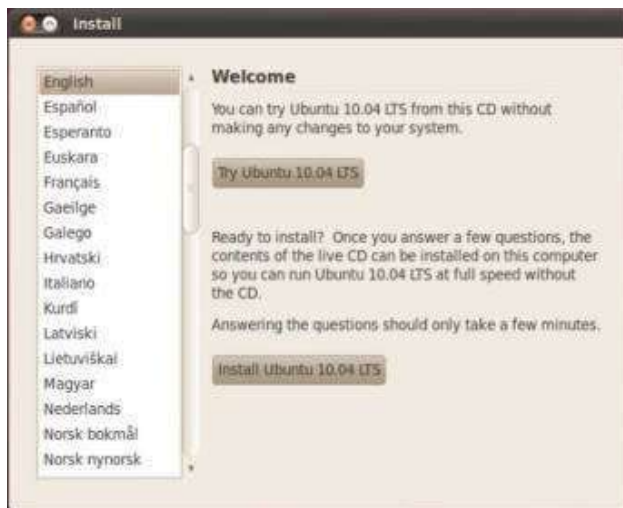 Install
English
Español
Esperanto
Euskara
Français
Gaeilge
Galego
Hrvatski
Italiano
Kurdî
Latviski
Lietuviškai
Magyar
Nederlands
Norsk bokmål
Norsk nynorsk
Welcome
You can try Ubuntu 10.04 LTS from this CD without
making any changes to your system.
Try Ubuntu 10.04 LTS
Ready to install? Once you answer a few questions, the
contents of the live CD can be installed on this computer
so you can run Ubuntu 10.04 LTS at full speed without
the CD.
Answering the questions should only take a few minutes.
Install Ubuntu 10.04 LTS